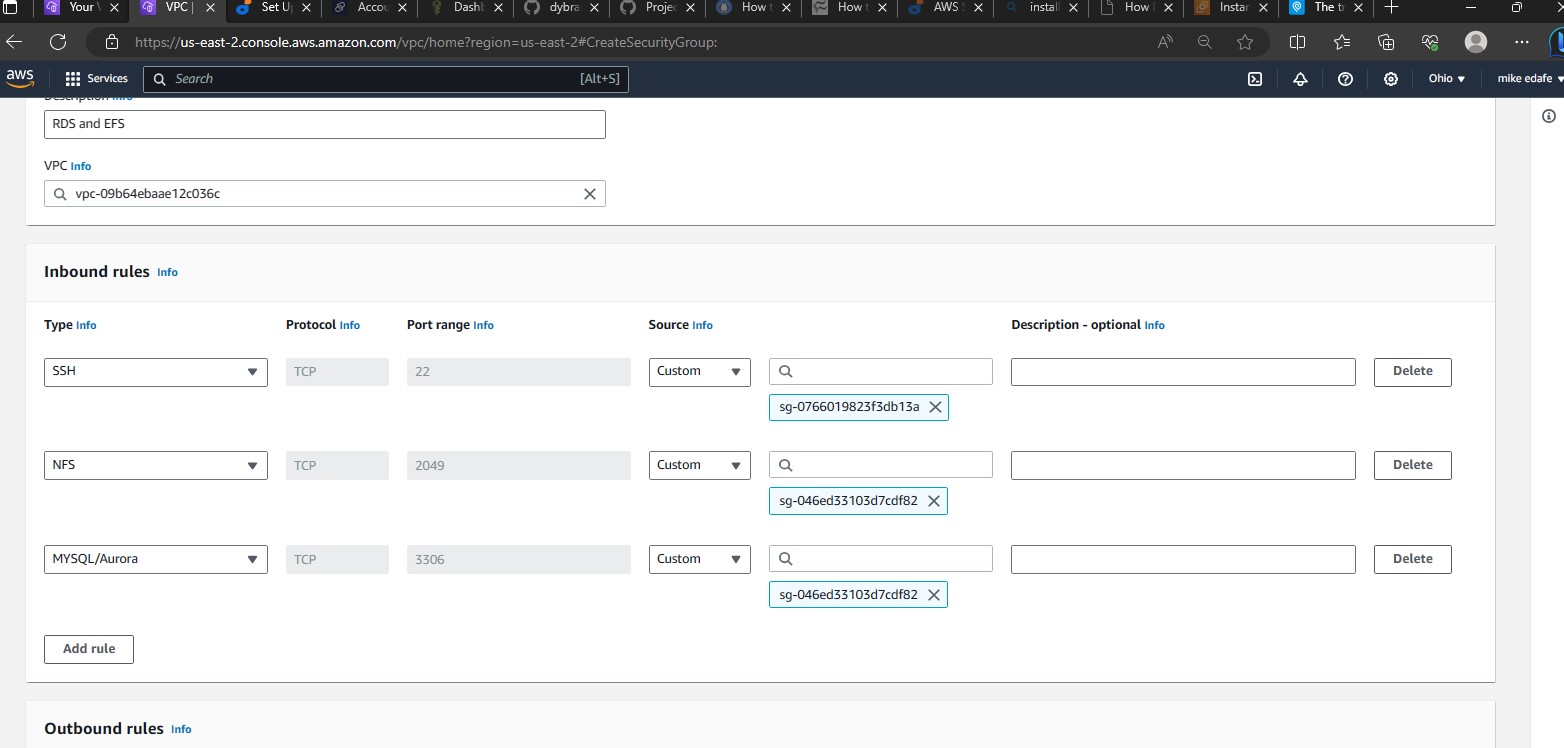 Your VPC Set U Accou Dash dybra Projec How t How t AWS S install How Instar The tr
https://us-east-2.console.aws.amazon.com/vpc/home?region=us-east-2#CreateSecurityGroup:
aws Services Search [Alt+S] Ohio mike edafe
Description Info
RDS and EFS
VPC Info
vpc-09b64ebaae12c036c
Inbound rules Info
Type Info Protocol Info Port range Info Source Info Description - optional Info
SSH TCP 22 Custom Delete
sg-0766019823f3db13a
NFS TCP 2049 Custom Delete
sg-046ed33103d7cdf82
MYSQL/Aurora TCP 3306 Custom Delete
sg-046ed33103d7cdf82
Add rule
Outbound rules Info